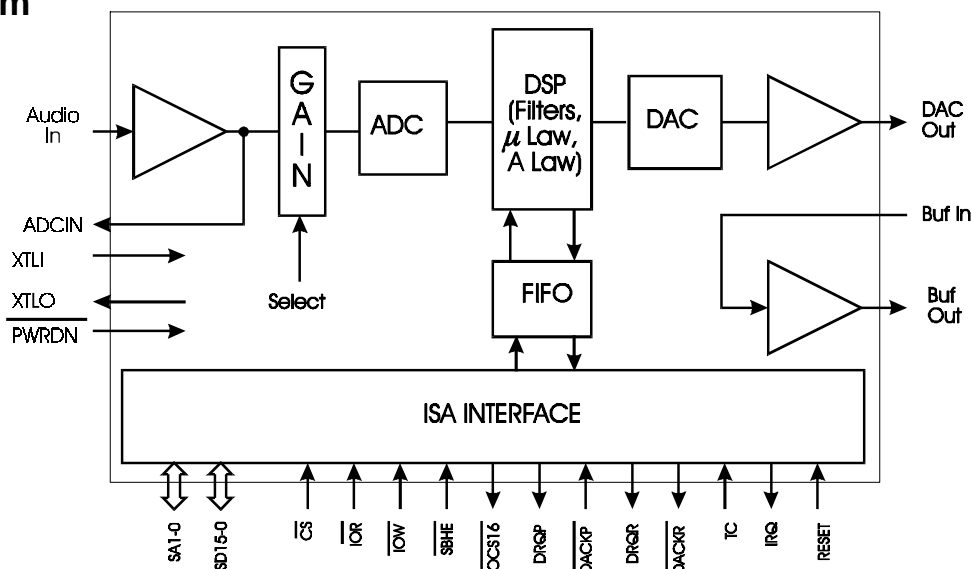 m
Audio
In
ADCIN
XTLI
XTLO
PWRDN
GAIN
Select
ADC
DSP
(Filters,
μ Law,
A Law)
FIFO
DAC
DAC
Out
Buf In
Buf
Out
ISA INTERFACE
SA1-0
SD15-0
CS
IOR
IOW
SBHE
OCS16
DRQP
DACKP
DRQR
DACKR
TC
IRQ
RESET